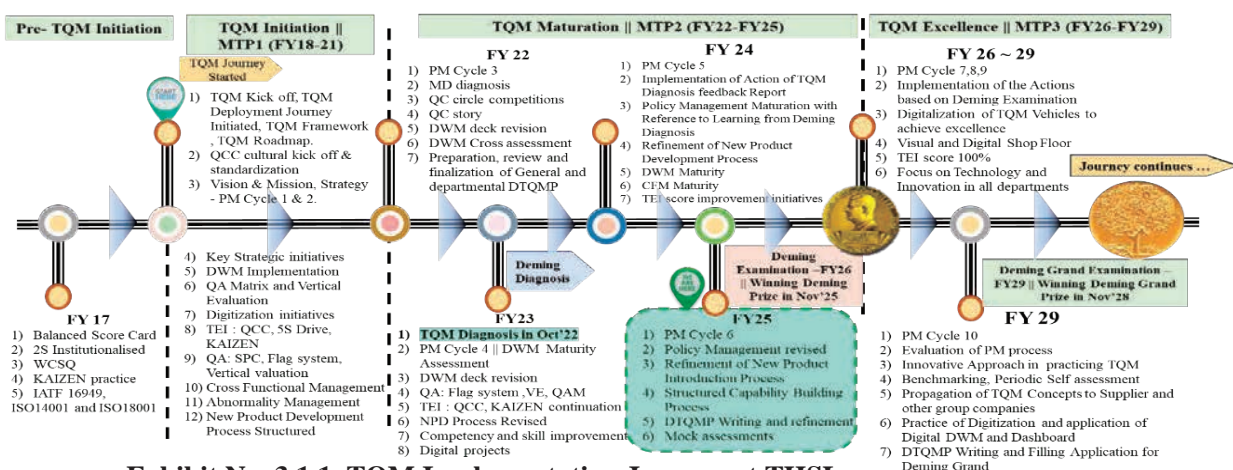 Pre- TQM Initiation
TQM Initiation ||
MTP1 (FY18-21)
TQM Maturation || MTP2 (FY22-FY25)
TQM Excellence || MTP3 (FY26-FY29)
TQM Journey
Started
START
1) TQM Kick off, TQM
Deployment Journey
Initiated, TQM Framework
, TQM Roadmap.
2) QCC cultural kick off &
standardization
3) Vision & Mission, Strategy
- PM Cycle 1 & 2.
FY 22
1) PM Cycle 3
2) MD diagnosis
3) QC circle competitions
4) QC story
5) DWM deck revision
6) DWM Cross assessment
7) Preparation, review and
finalization of General and
departmental DTQMP
FY 24
1) PM Cycle 5
2) Implementation of Action of TQM
Diagnosis feedback Report
3) Policy Management Maturation with
Reference to Learning from Deming
Diagnosis
4) Refinement of New Product
Development Process
5) DWM Maturity
6) CFM Maturity
7) TEI score improvement initiatives
FY 26 ~ 29
1) PM Cycle 7,8,9
2) Implementation of the Actions
based on Deming Examination
3) Digitalization of TQM Vehicles to
achieve excellence
4) Visual and Digital Shop Floor
5) TEI score 100%
6) Focus on Technology and
Innovation in all departments
Journey continues ...
FY 17
1) Balanced Score Card
2) 2S Institutionalised
3) WCSQ
4) KAIZEN practice
5) IATF 16949,
ISO14001 and ISO18001
4) Key Strategic initiatives
5) DWM Implementation
6) QA Matrix and Vertical
Evaluation
7) Digitization initiatives
8) TEI : QCC, 5S Drive,
KAIZEN
9) QA: SPC, Flag system,
Vertical valuation
10) Cross Functional Management
11) Abnormality Management
12) New Product Development
Process Structured
Deming
Diagnosis
FY23
1) TQM Diagnosis in Oct'22
2) PM Cycle 4 || DWM Maturity
Assessment
3) DWM deck revision
4) QA: Flag system ,VE, QAM
5) TEI : QCC, KAIZEN continuation
6) NPD Process Revised
7) Competency and skill improvement
8) Digital projects
Deming
Examination –FY26
|| Winning Deming
Prize in Nov'25
WE
ARE
HERE
FY25
1) PM Cycle 6
2) Policy Management revised
3) Refinement of New Product
Introduction Process
4) Structured Capability Building
Process
5) DTQMP Writing and refinement
6) Mock assessments
Deming Grand Examination –
FY29 || Winning Deming Grand
Prize in Nov'28
FY 29
1) PM Cycle 10
2) Evaluation of PM process
3) Innovative Approach in practicing TQM
4) Benchmarking, Periodic Self assessment
5) Propagation of TQM Concepts to Supplier and
other group companies
6) Practice of Digitization and application of
Digital DWM and Dashboard
7) DTQMP Writing and Filling Application for
Deming Grand